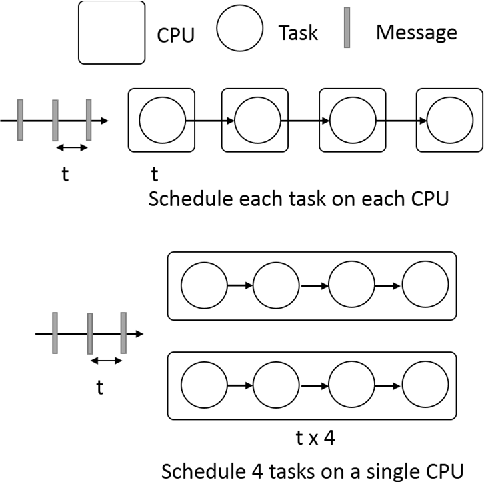 CPU
Task
Message
t
t
Schedule each task on each CPU
t
t x 4
Schedule 4 tasks on a single CPU